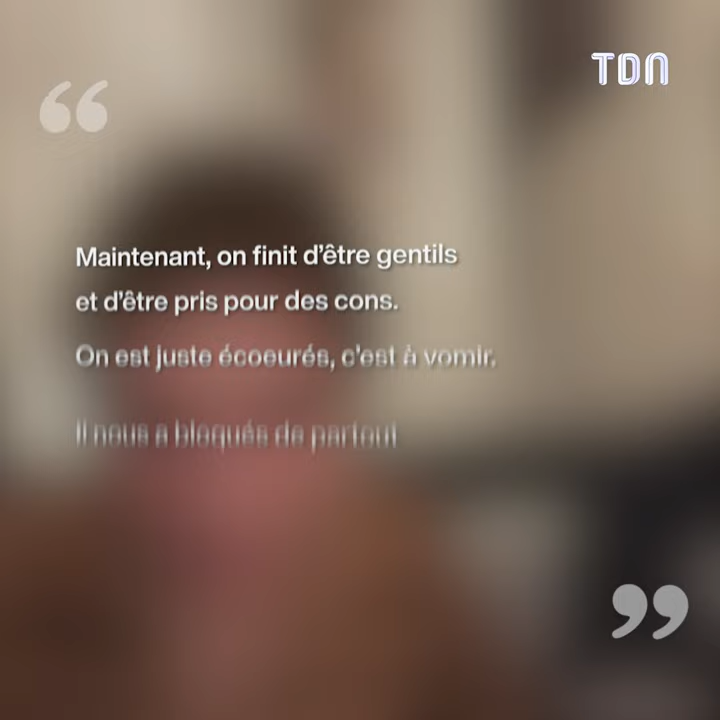 TDN
“
Maintenant, on finit d’être gentils
et d’être pris pour des cons.
On est juste écoeurés, c’est à vomir.
Il nous a bloqués de partout
”